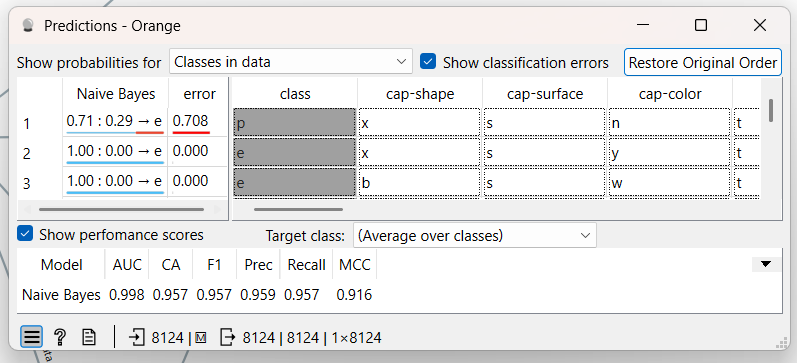 Predictions - Orange
Show probabilities for Classes in data Show classification errors Restore Original Order
Naive Bayes error class cap-shape cap-surface cap-color
1 0.71 : 0.29 → e 0.708 p x s n t
2 1.00 : 0.00 → e 0.000 e x s y t
3 1.00 : 0.00 → e 0.000 e b s w t
Show perfomance scores Target class: (Average over classes)
Model AUC CA F1 Prec Recall MCC
Naive Bayes 0.998 0.957 0.957 0.959 0.957 0.916
? 8124 | M 8124 | 8124 | 1×8124